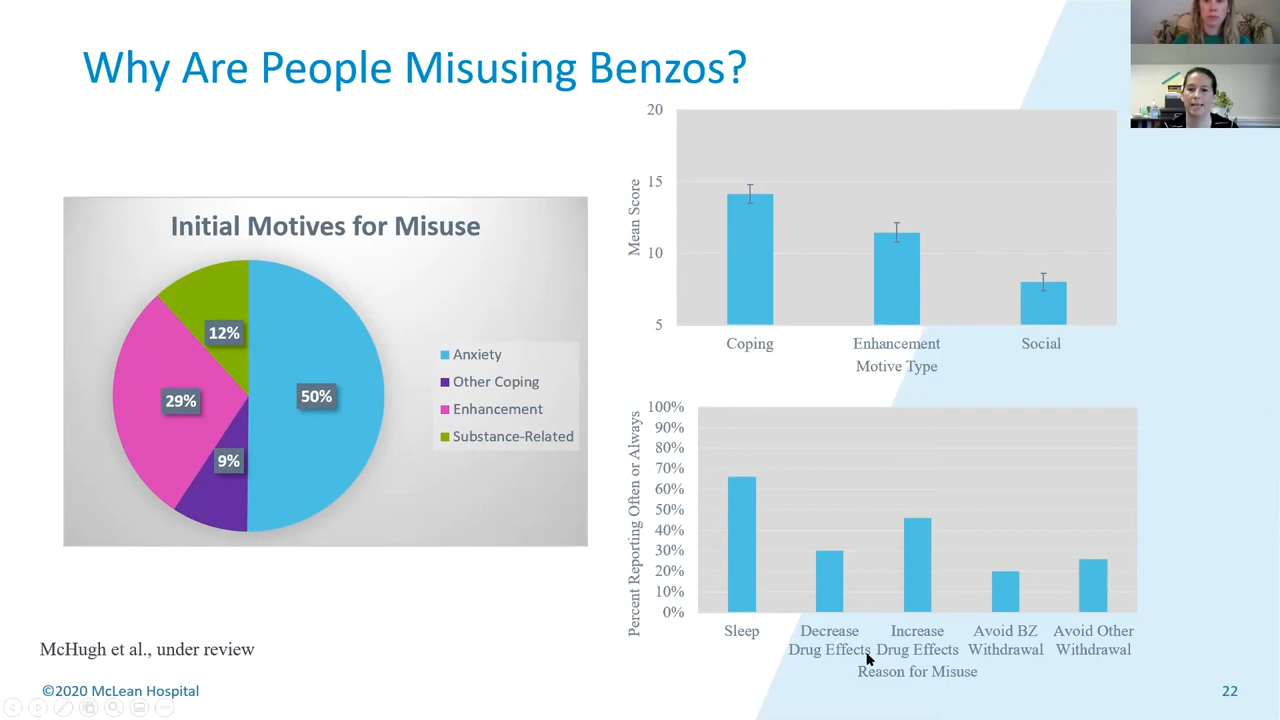 Why Are People Misusing Benzos?
Initial Motives for Misuse
12%
29%
50%
9%
Anxiety
Other Coping
Enhancement
Substance-Related
20
15
10
5
Mean Score
Coping
Enhancement
Social
Motive Type
100%
90%
80%
70%
60%
50%
40%
30%
20%
10%
0%
Percent Reporting Often or Always
Sleep
Decrease
Drug Effects
Increase
Drug Effects
Avoid BZ
Withdrawal
Avoid Other
Withdrawal
Reason for Misuse
McHugh et al., under review
©2020 McLean Hospital
22